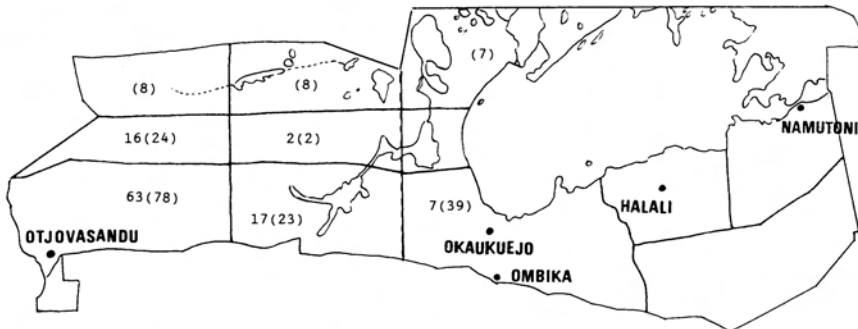 (7)
(8)
(8)
NAMUTONI
16(24)
2(2)
63(78)
7(39)
HALALI
17(23)
OTJOVASANDU
OKAUKUEJO
OMBIKA